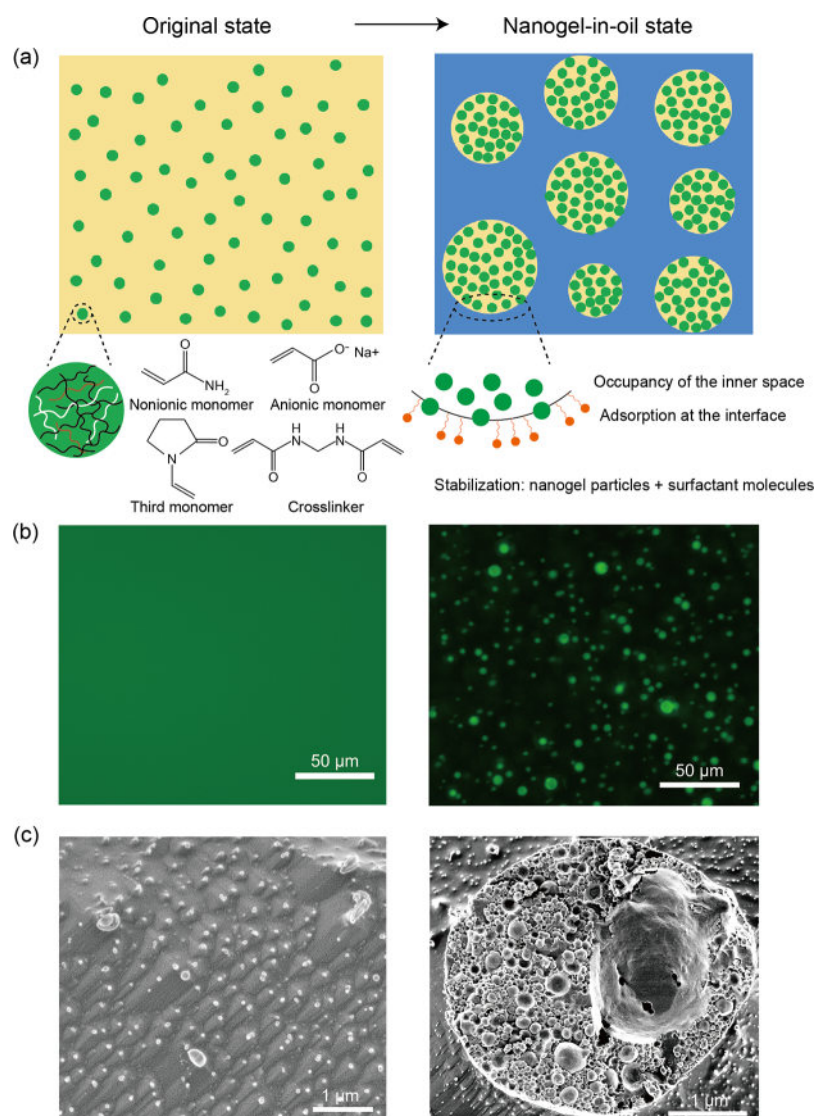 Original state
Nanogel-in-oil state
(a)
O
NH2
Nonionic monomer
O- Na+
O
Anionic monomer
N
O
Third monomer
H
N
H
N
O
O
Crosslinker
Occupancy of the inner space
Adsorption at the interface
Stabilization: nanogel particles + surfactant molecules
(b)
50 µm
50 µm
(c)
1 µm
1 µm